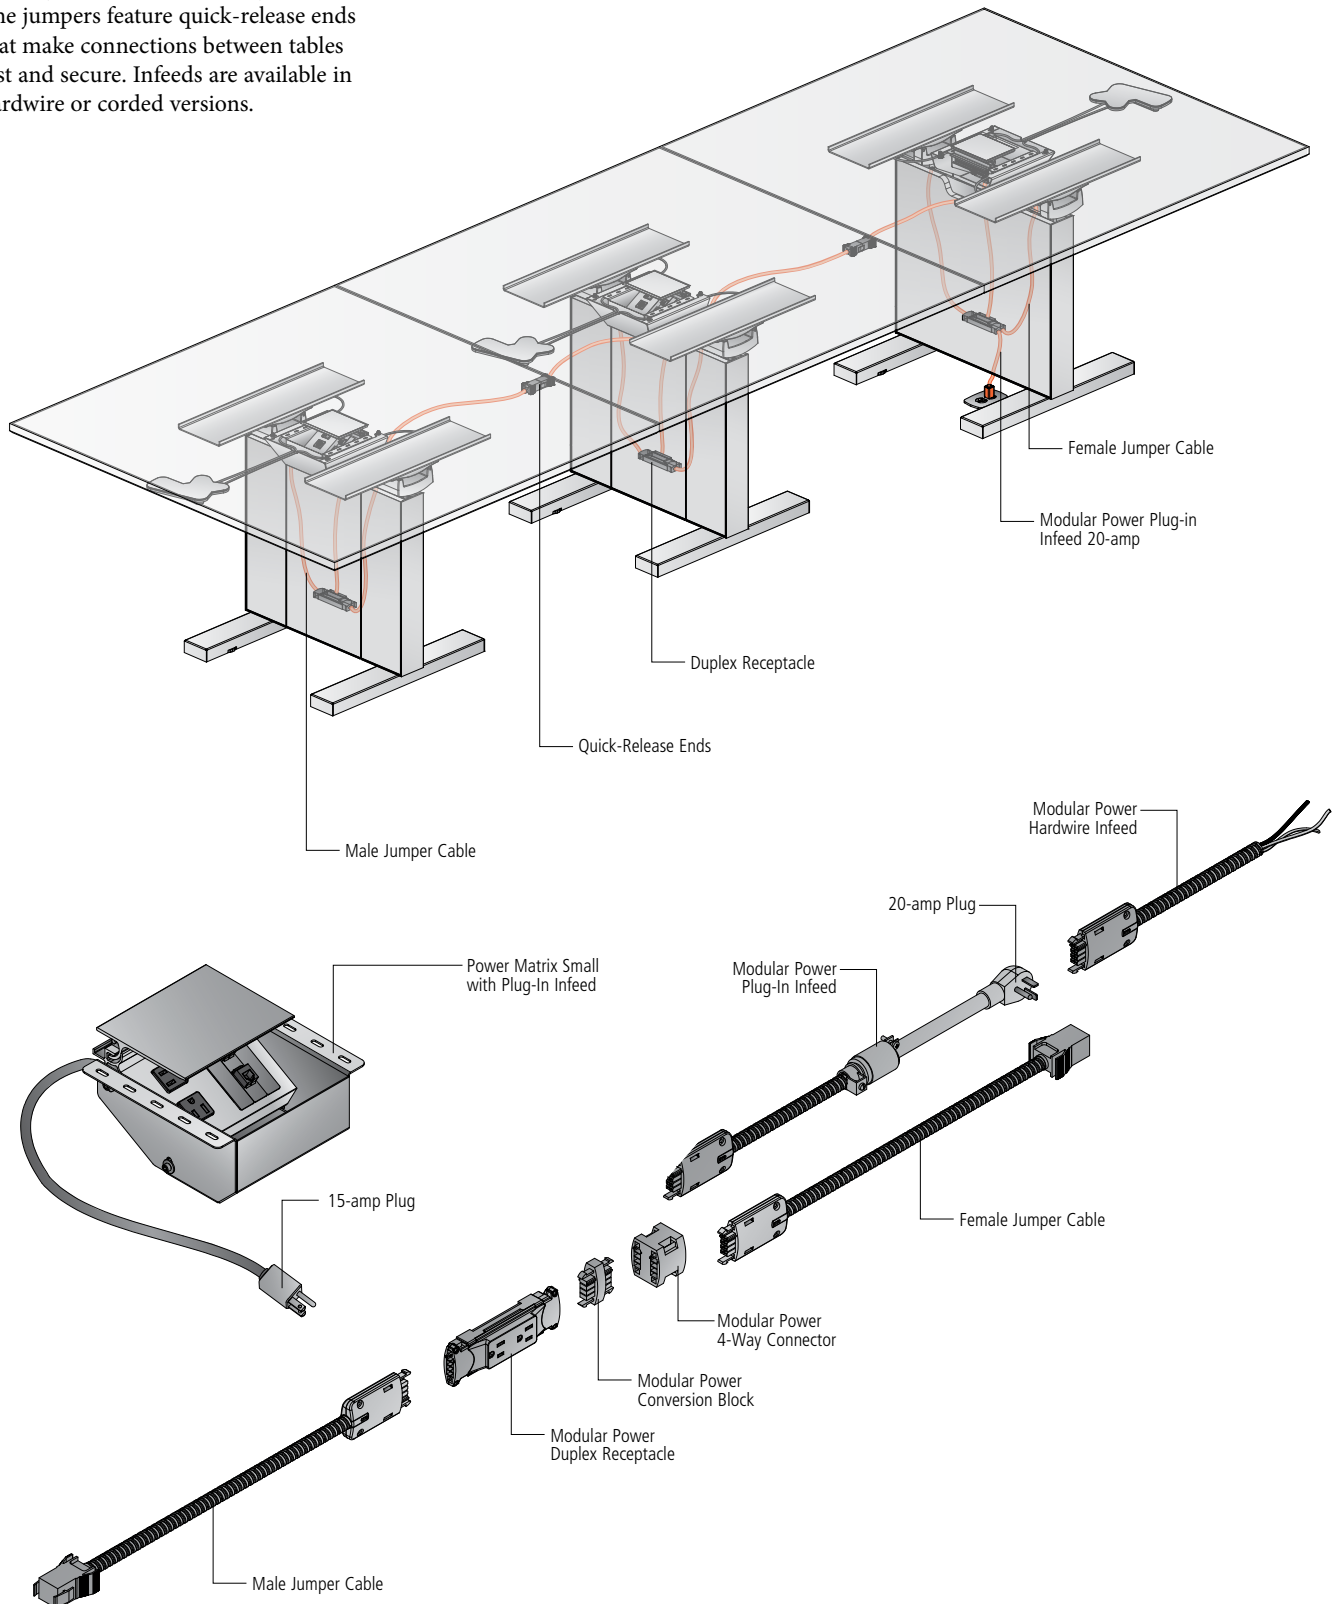 jumpers feature quick-release ends
make connections between tables
and secure. Infeeds are available in
or corded versions.
Female Jumper Cable
Modular Power Plug-in
Infeed 20-amp
Duplex Receptacle
Quick-Release Ends
Male Jumper Cable
Modular Power
Hardwire Infeed
20-amp Plug
Modular Power
Plug-In Infeed
Power Matrix Small
with Plug-In Infeed
15-amp Plug
Female Jumper Cable
Modular Power
4-Way Connector
Modular Power
Conversion Block
Modular Power
Duplex Receptacle
Male Jumper Cable